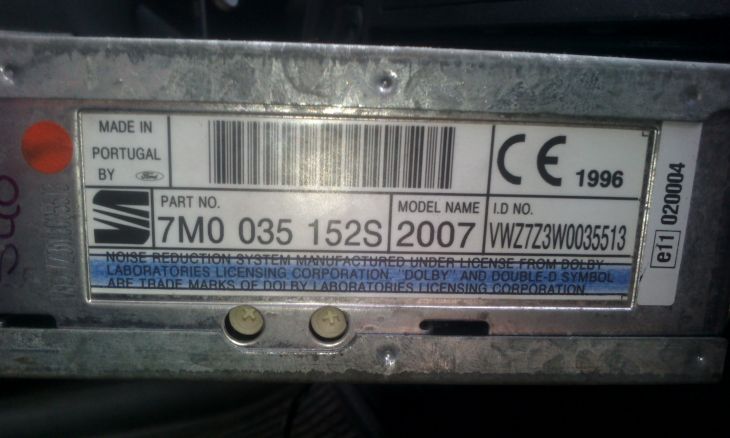 MADE IN
PORTUGAL
BY Ford
CE 1996
PART NO.
7M0 035 152S
MODEL NAME
2007
I.D NO.
VWZ7Z3W0035513
NOISE REDUCTION SYSTEM MANUFACTURED UNDER LICENSE FROM DOLBY
LABORATORIES LICENSING CORPORATION. "DOLBY" AND DOUBLE-D SYMBOL
ARE TRADE MARKS OF DOLBY LABORATORIES LICENSING CORPORATION
e11 020004